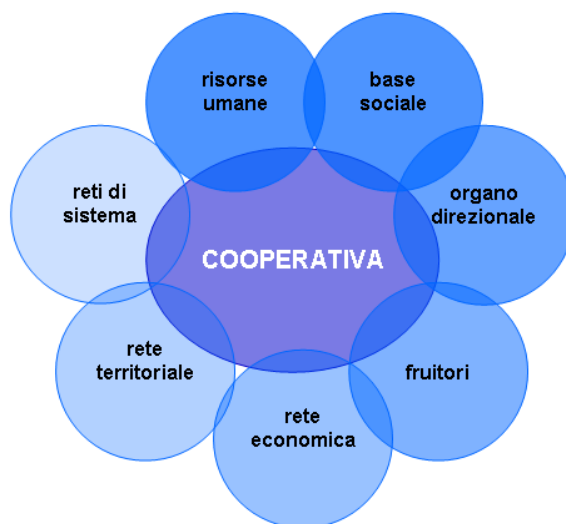 risorse
umane
base
sociale
reti di
sistema
organo
direzionale
COOPERATIVA
rete
territoriale
fruitori
rete
economica